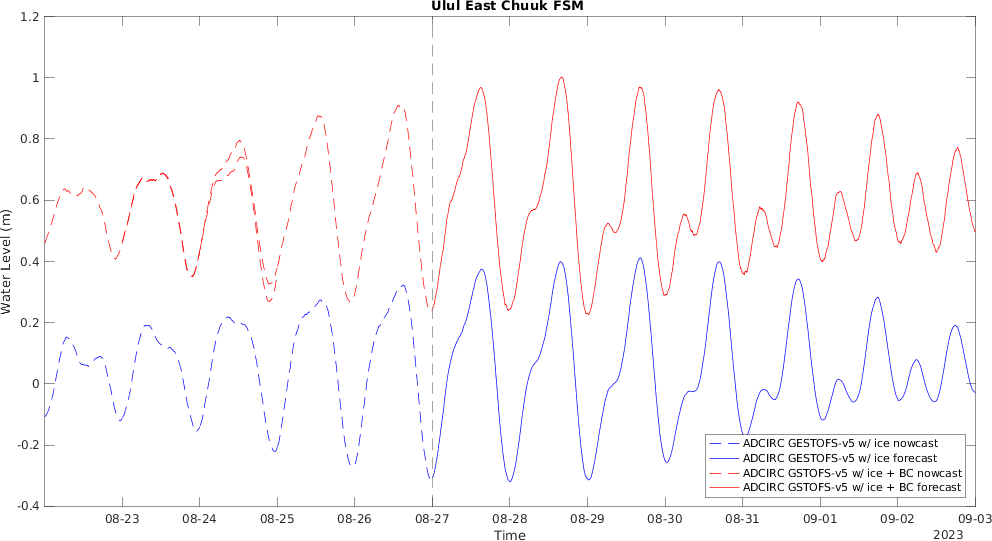 Ulul East Chuuk FSM
1.2
1
0.8
0.6
0.4
0.2
0
-0.2
-0.4
Water Level (m)
ADCIRC GESTOFS-v5 w/ ice nowcast
ADCIRC GESTOFS-v5 w/ ice forecast
ADCIRC GSTOFS-v5 w/ ice + BC nowcast
ADCIRC GSTOFS-v5 w/ ice + BC forecast
08-23 08-24 08-25 08-26 08-27 08-28 08-29 08-30 08-31 09-01 09-02 09-03
Time
2023